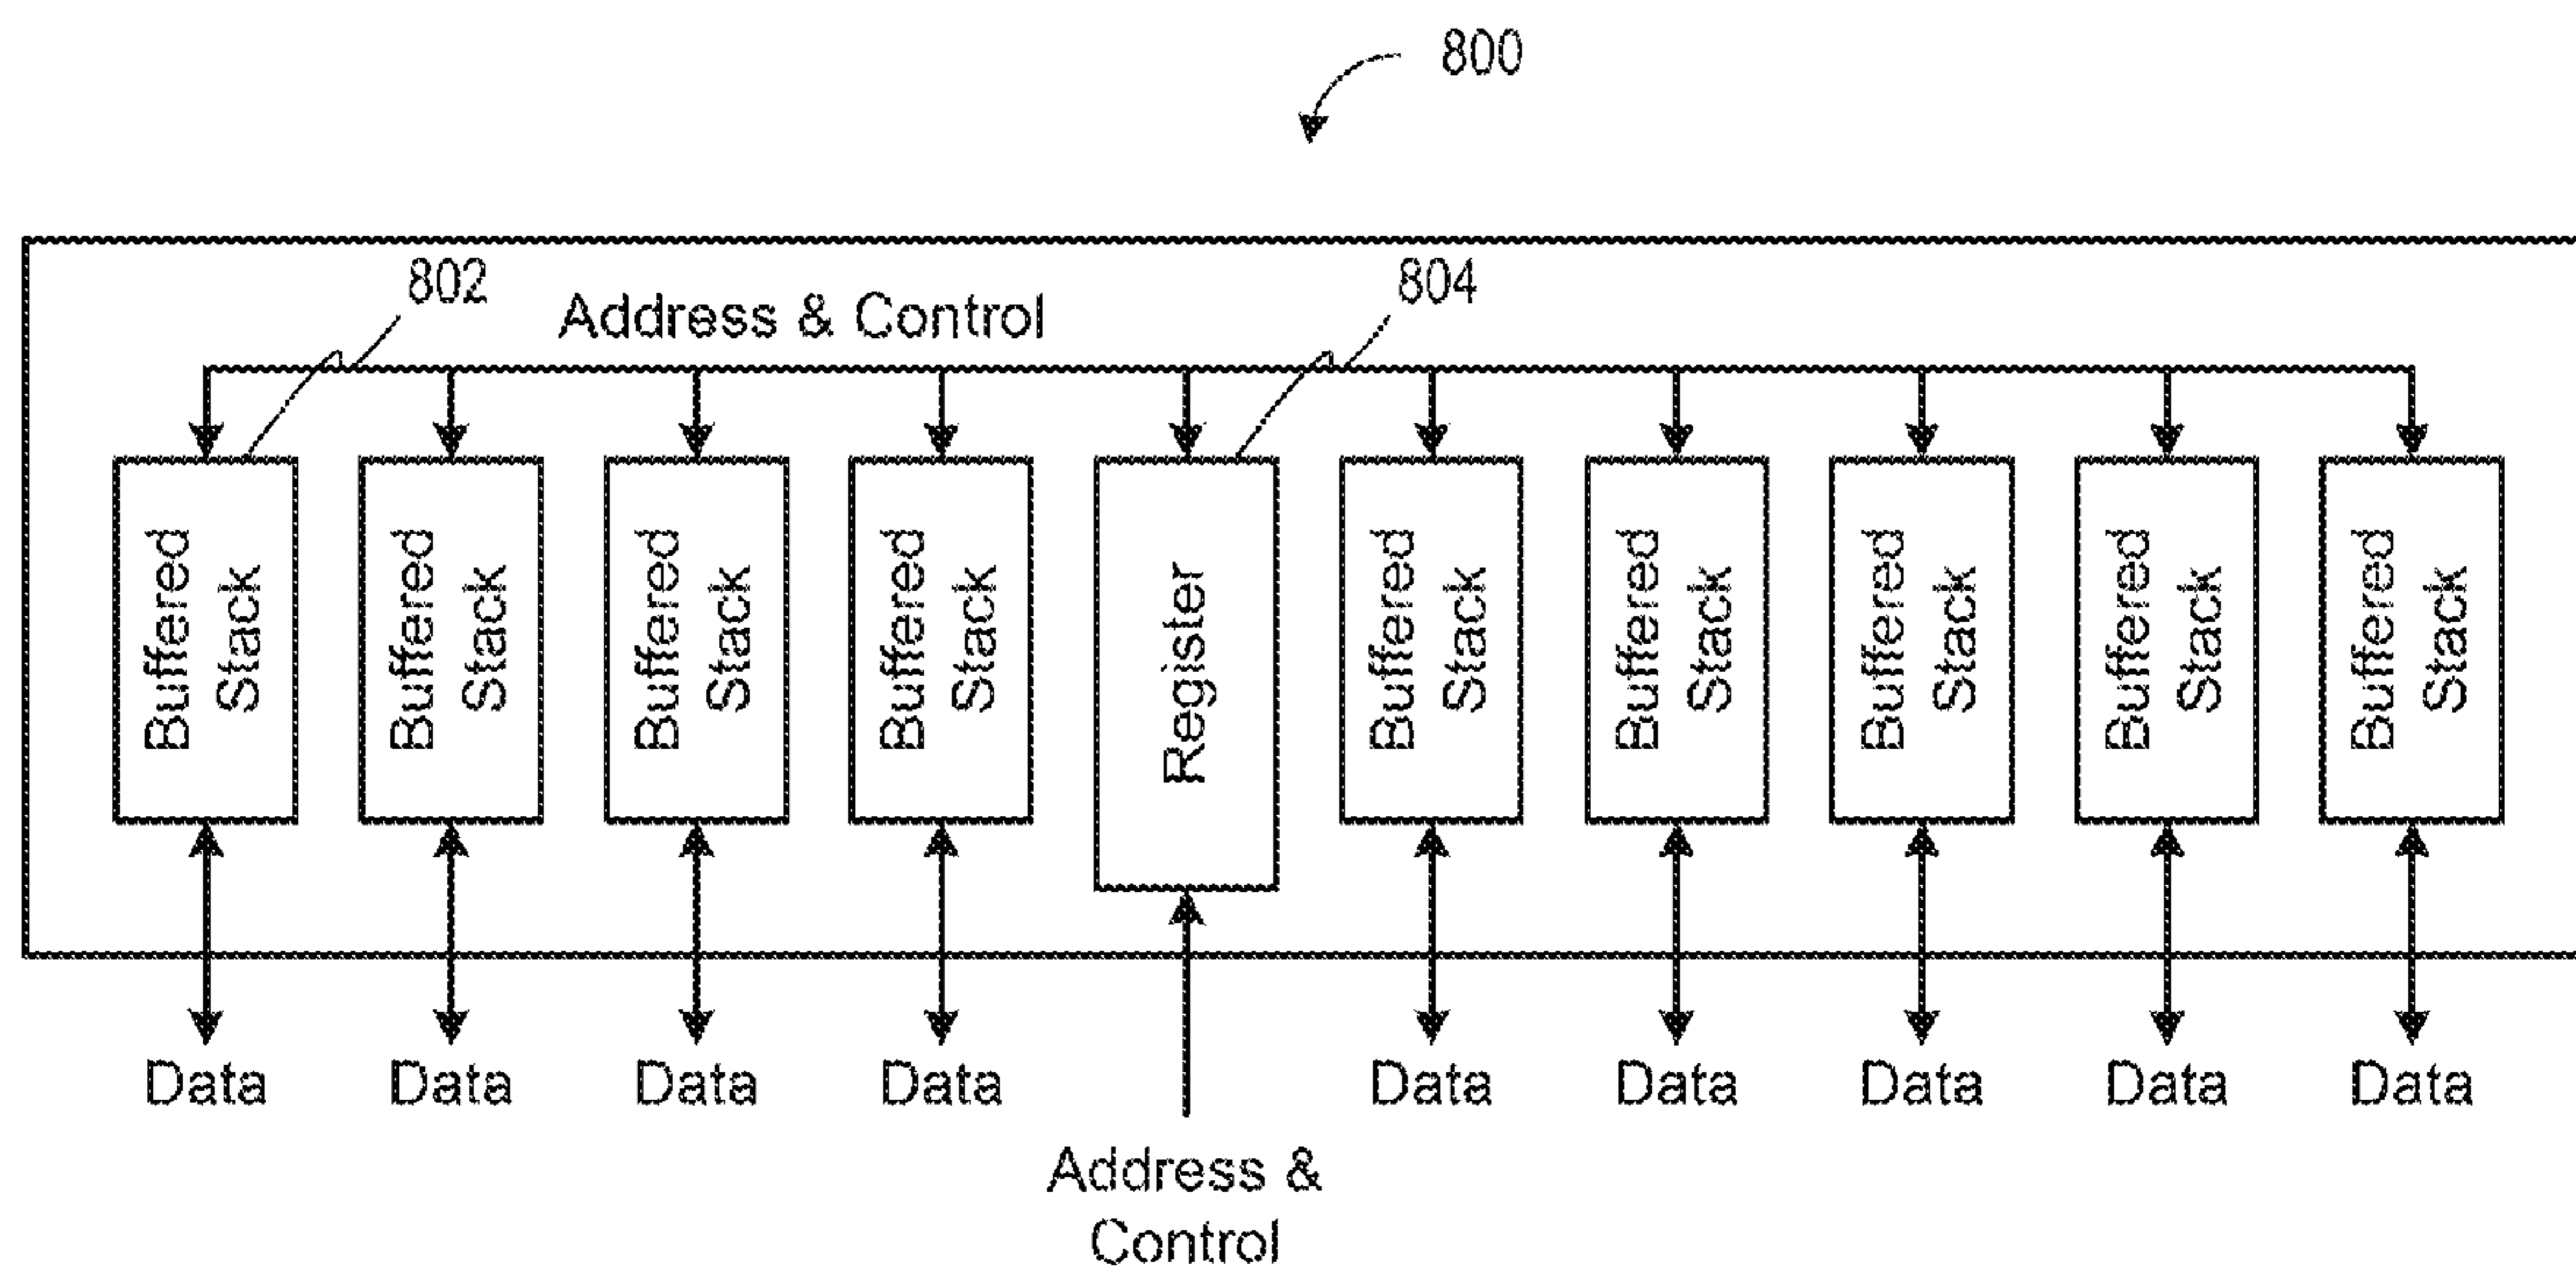 800
802
804
Address & Control
Buffered
Stack
Buffered
Stack
Buffered
Stack
Buffered
Stack
Register
Buffered
Stack
Buffered
Stack
Buffered
Stack
Buffered
Stack
Buffered
Stack
Data
Data
Data
Data
Data
Data
Data
Data
Data
Address &
Control